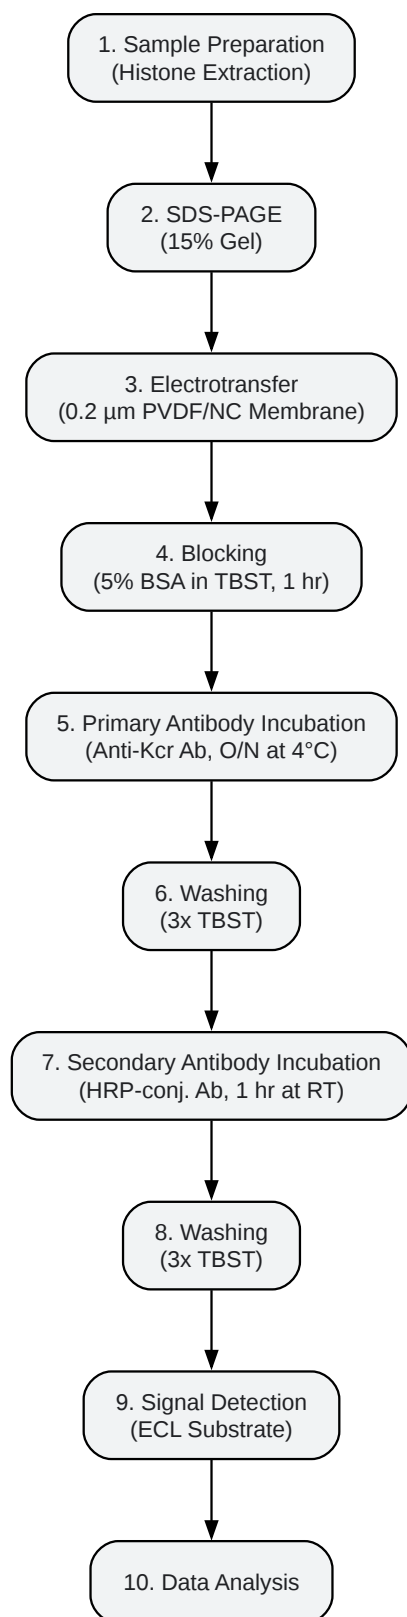 1. Sample Preparation
(Histone Extraction)
2. SDS-PAGE
(15% Gel)
3. Electrotransfer
(0.2 µm PVDF/NC Membrane)
4. Blocking
(5% BSA in TBST, 1 hr)
5. Primary Antibody Incubation
(Anti-Kcr Ab, O/N at 4°C)
6. Washing
(3x TBST)
7. Secondary Antibody Incubation
(HRP-conj. Ab, 1 hr at RT)
8. Washing
(3x TBST)
9. Signal Detection
(ECL Substrate)
10. Data Analysis